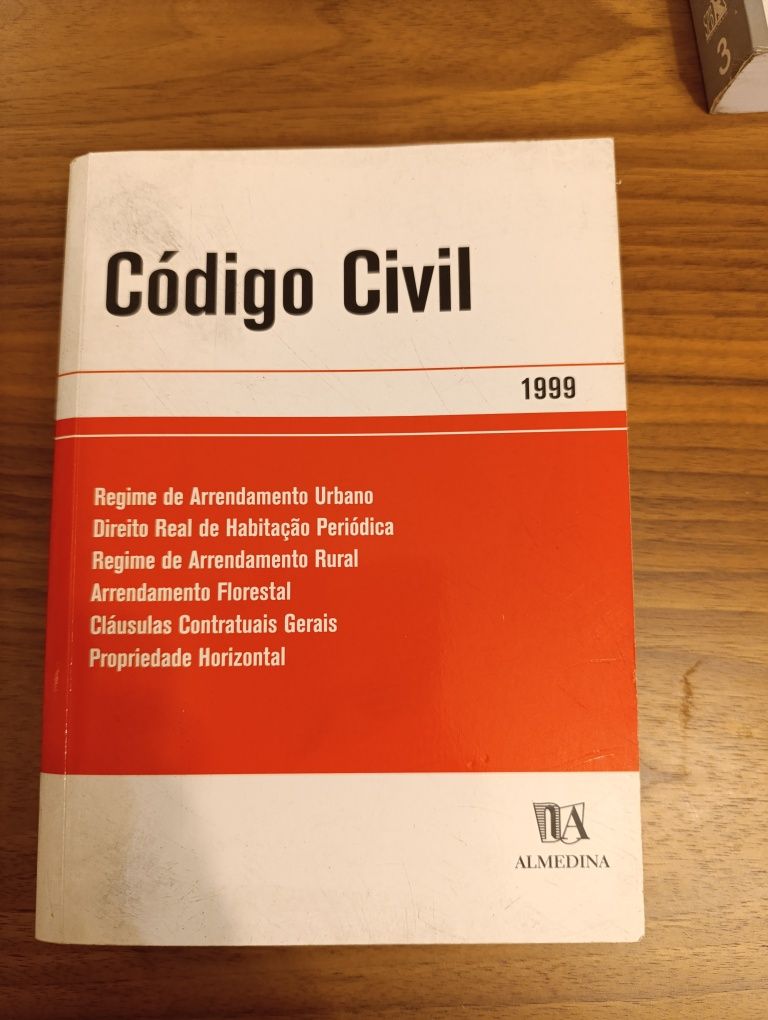 3
Código Civil
1999
Regime de Arrendamento Urbano
Direito Real de Habitação Periódica
Regime de Arrendamento Rural
Arrendamento Florestal
Cláusulas Contratuais Gerais
Propriedade Horizontal
ALMEDINA